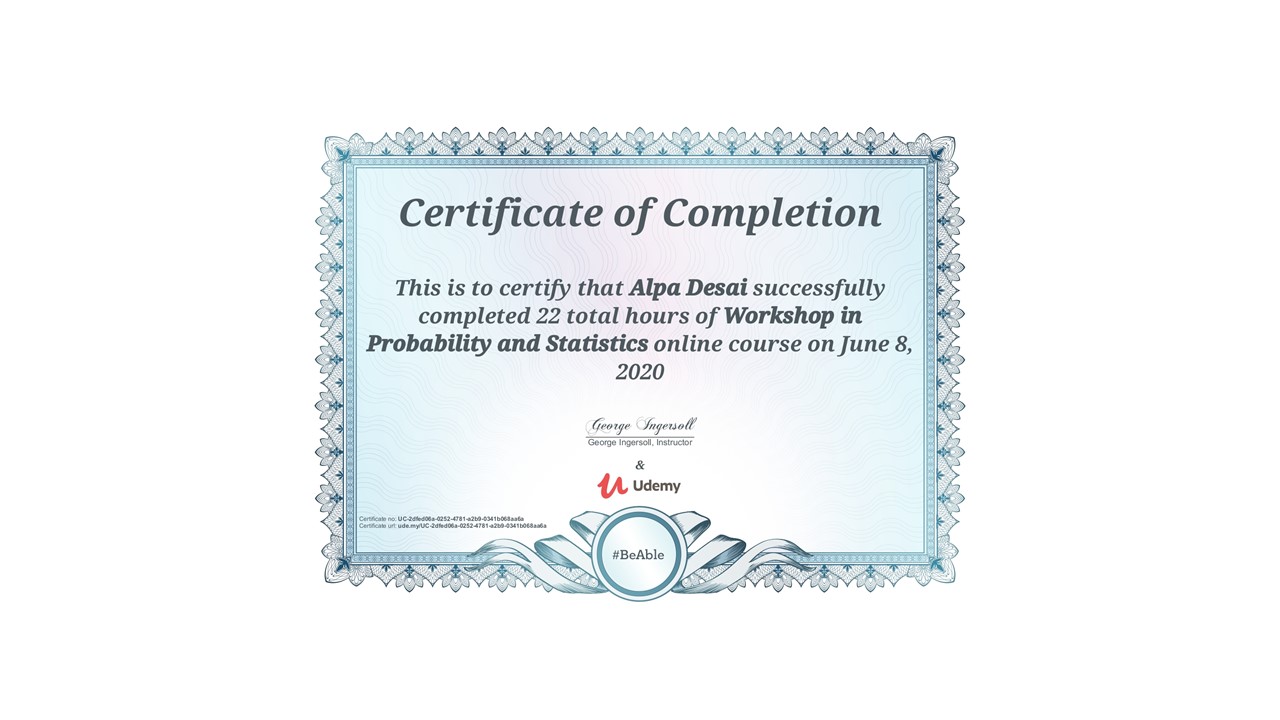 Certificate of Completion
This is to certify that Alpa Desai successfully
completed 22 total hours of Workshop in
Probability and Statistics online course on June 8,
2020
George Ingersoll
George Ingersoll, Instructor
&
Udemy
Certificate no: UC-2dfed06a-0252-4781-a2b9-0341b068aa6a
Certificate url: ude.my/UC-2dfed06a-0252-4781-a2b9-0341b068aa6a
#BeAble